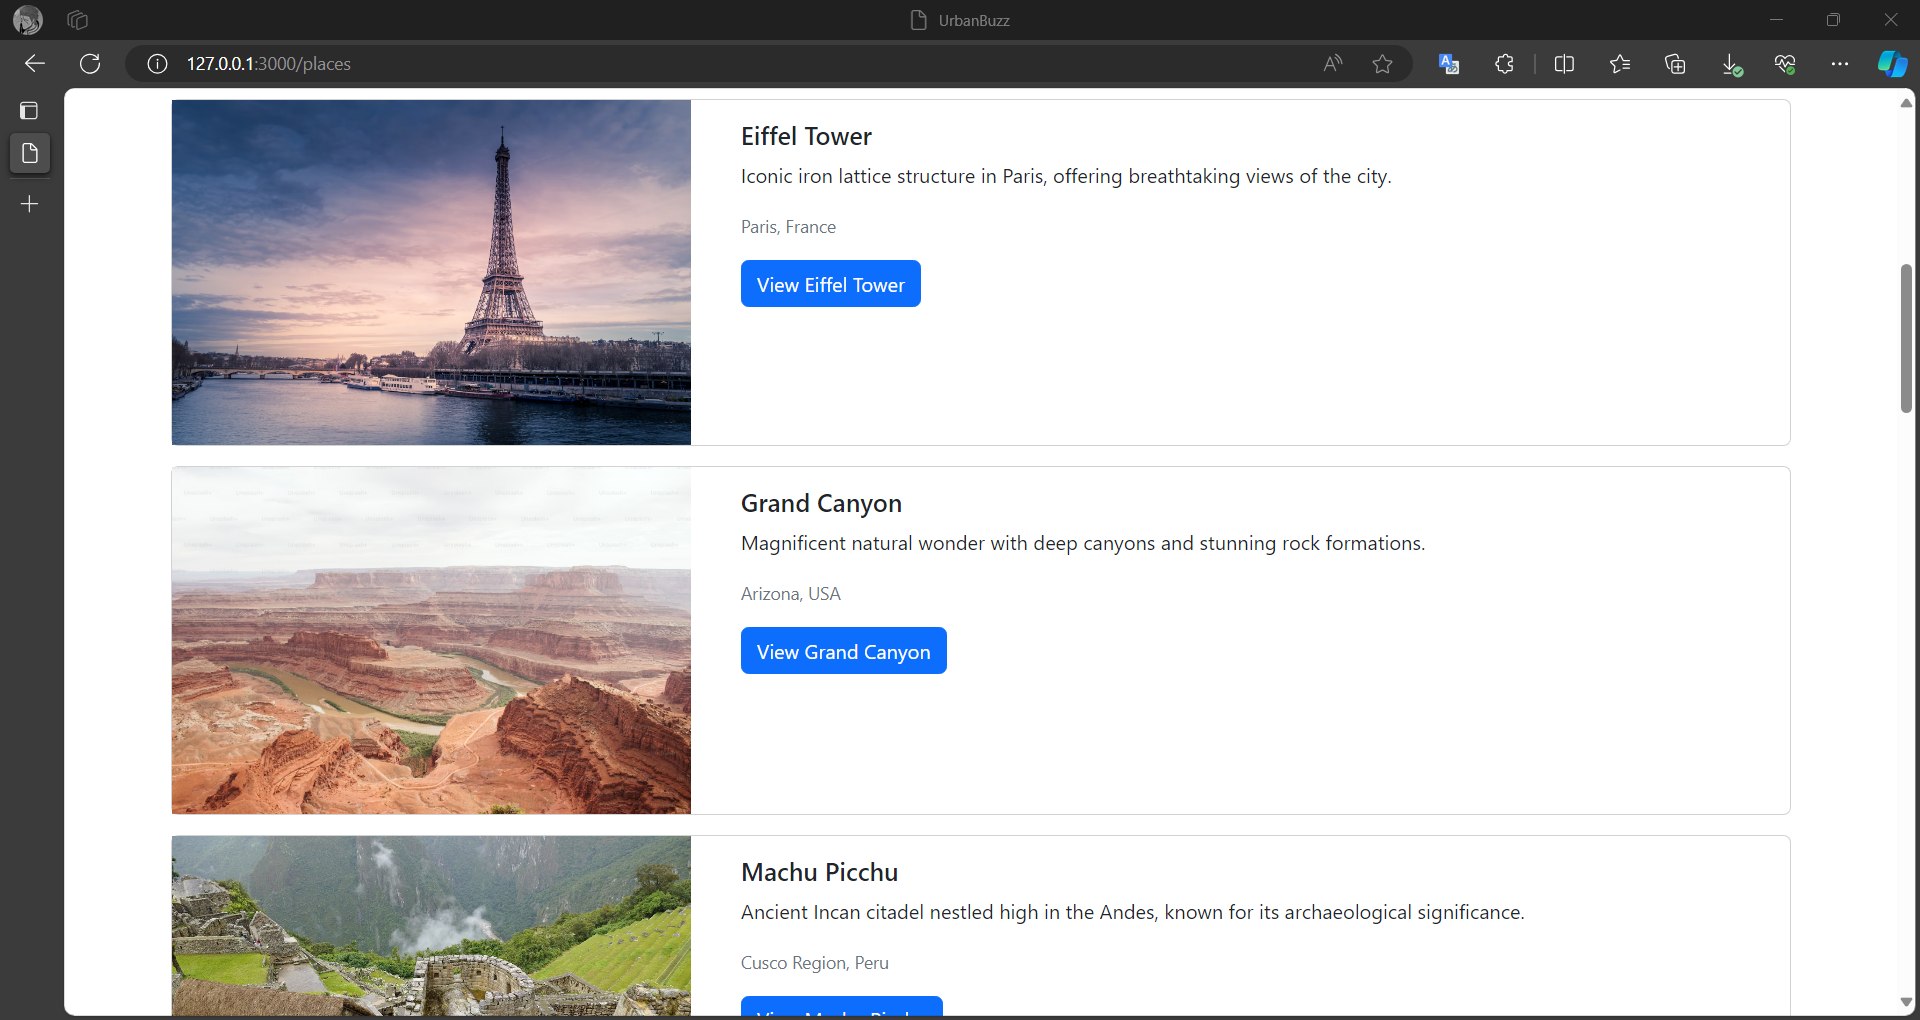 UrbanBuzz
127.0.0.1:3000/places
Eiffel Tower
Iconic iron lattice structure in Paris, offering breathtaking views of the city.
Paris, France
View Eiffel Tower
Grand Canyon
Magnificent natural wonder with deep canyons and stunning rock formations.
Arizona, USA
View Grand Canyon
Machu Picchu
Ancient Incan citadel nestled high in the Andes, known for its archaeological significance.
Cusco Region, Peru
View Machu Picchu